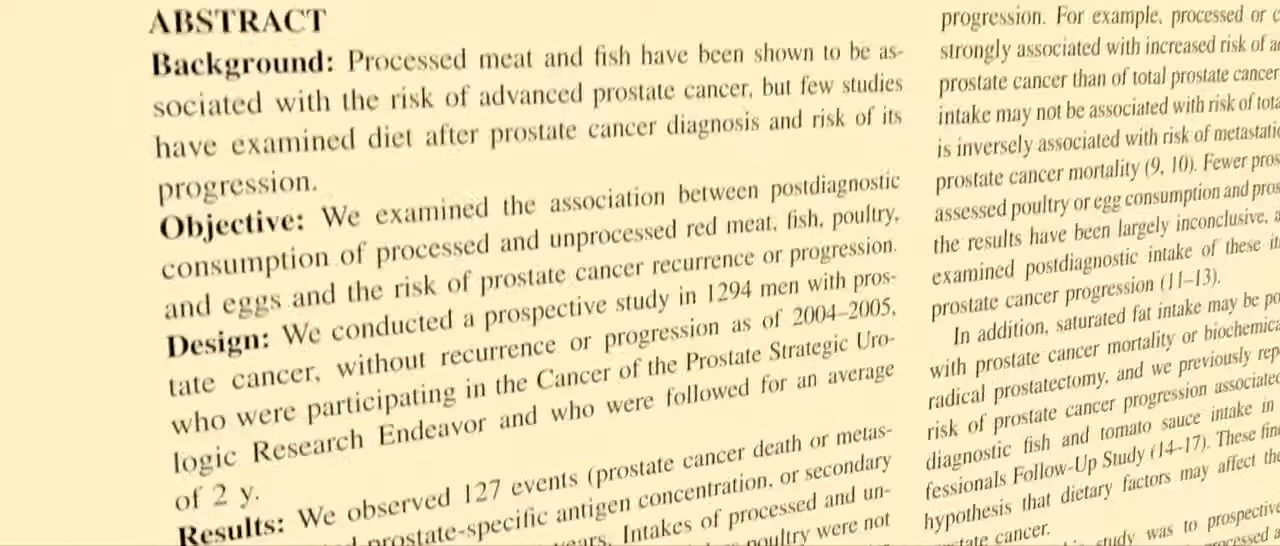 ABSTRACT
Background: Processed meat and fish have been shown to be as-
sociated with the risk of advanced prostate cancer, but few studies
have examined diet after prostate cancer diagnosis and risk of its
progression.
Objective: We examined the association between postdiagnostic
consumption of processed and unprocessed red meat, fish, poultry,
and eggs and the risk of prostate cancer recurrence or progression.
Design: We conducted a prospective study in 1294 men with pros-
tate cancer, without recurrence or progression as of 2004–2005,
who were participating in the Cancer of the Prostate Strategic Uro-
logic Research Endeavor and who were followed for an average
of 2 y.
Results: We observed 127 events (prostate cancer death or metas-
prostate-specific antigen concentration, or secondary
Intakes of processed and un-
poultry were not
progression. For example, processed or
strongly associated with increased risk of
prostate cancer than of total prostate cancer
intake may not be associated with risk of
is inversely associated with risk of
prostate cancer mortality (9, 10). Fewer
assessed poultry or egg consumption and
the results have been largely inconclusive,
examined postdiagnostic intake of these
prostate cancer progression (11–13).
In addition, saturated fat intake may be
with prostate cancer mortality or
radical prostatectomy, and we previously
risk of prostate cancer progression
diagnostic fish and tomato sauce intake in
fessionals Follow-Up Study (14–17). These
hypothesis that dietary factors may affect the
cancer.
study was to